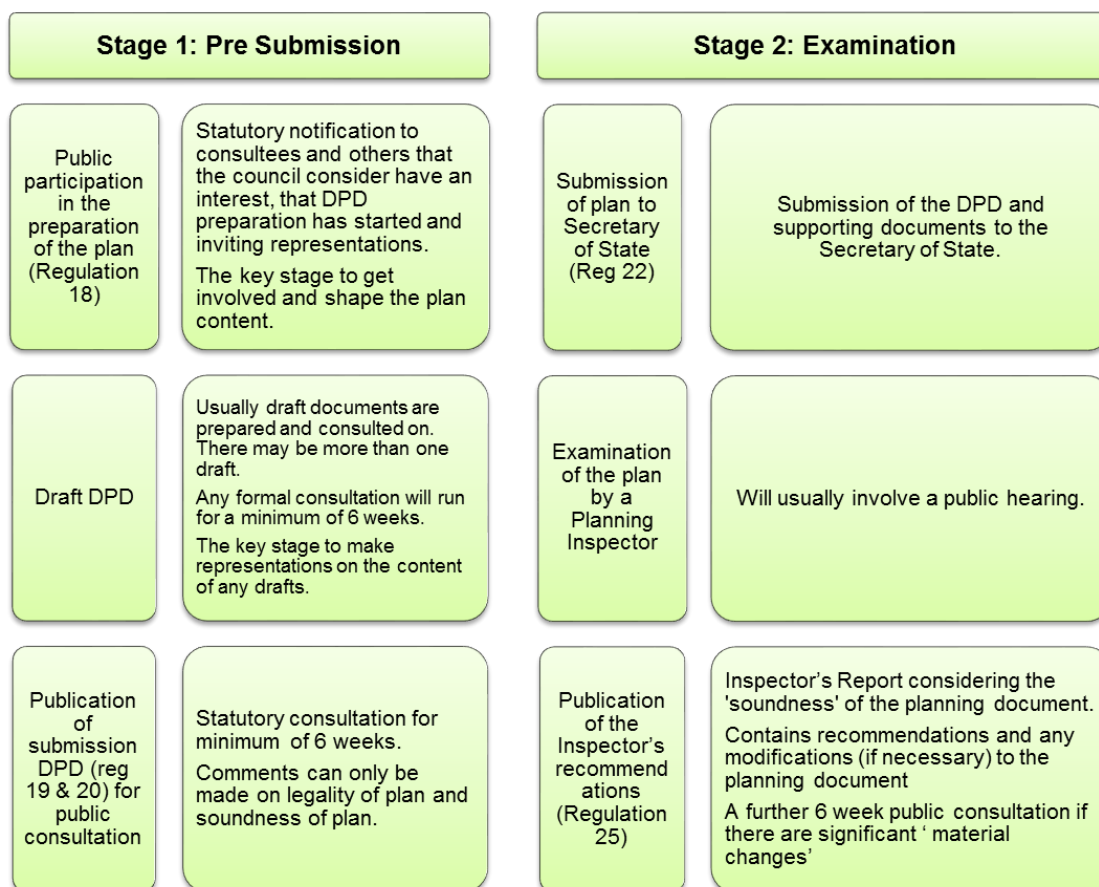 Stage 1: Pre Submission
Public
participation
in the
preparation
of the plan
(Regulation
18)
Statutory notification to
consultees and others that
the council consider have an
interest, that DPD
preparation has started and
inviting representations.
The key stage to get
involved and shape the plan
content.
Draft DPD
Usually draft documents are
prepared and consulted on.
There may be more than one
draft.
Any formal consultation will run
for a minimum of 6 weeks.
The key stage to make
representations on the content
of any drafts.
Publication
of
submission
DPD (reg
19 & 20) for
public
consultation
Statutory consultation for
minimum of 6 weeks.
Comments can only be
made on legality of plan and
soundness of plan.
Stage 2: Examination
Submission
of plan to
Secretary
of State
(Reg 22)
Submission of the DPD and
supporting documents to the
Secretary of State.
Examination
of the plan
by a
Planning
Inspector
Will usually involve a public hearing.
Publication
of the
Inspector’s
recommend
ations
(Regulation
25)
Inspector’s Report considering the
'soundness' of the planning document.
Contains recommendations and any
modifications (if necessary) to the
planning document
A further 6 week public consultation if
there are significant ‘ material
changes’